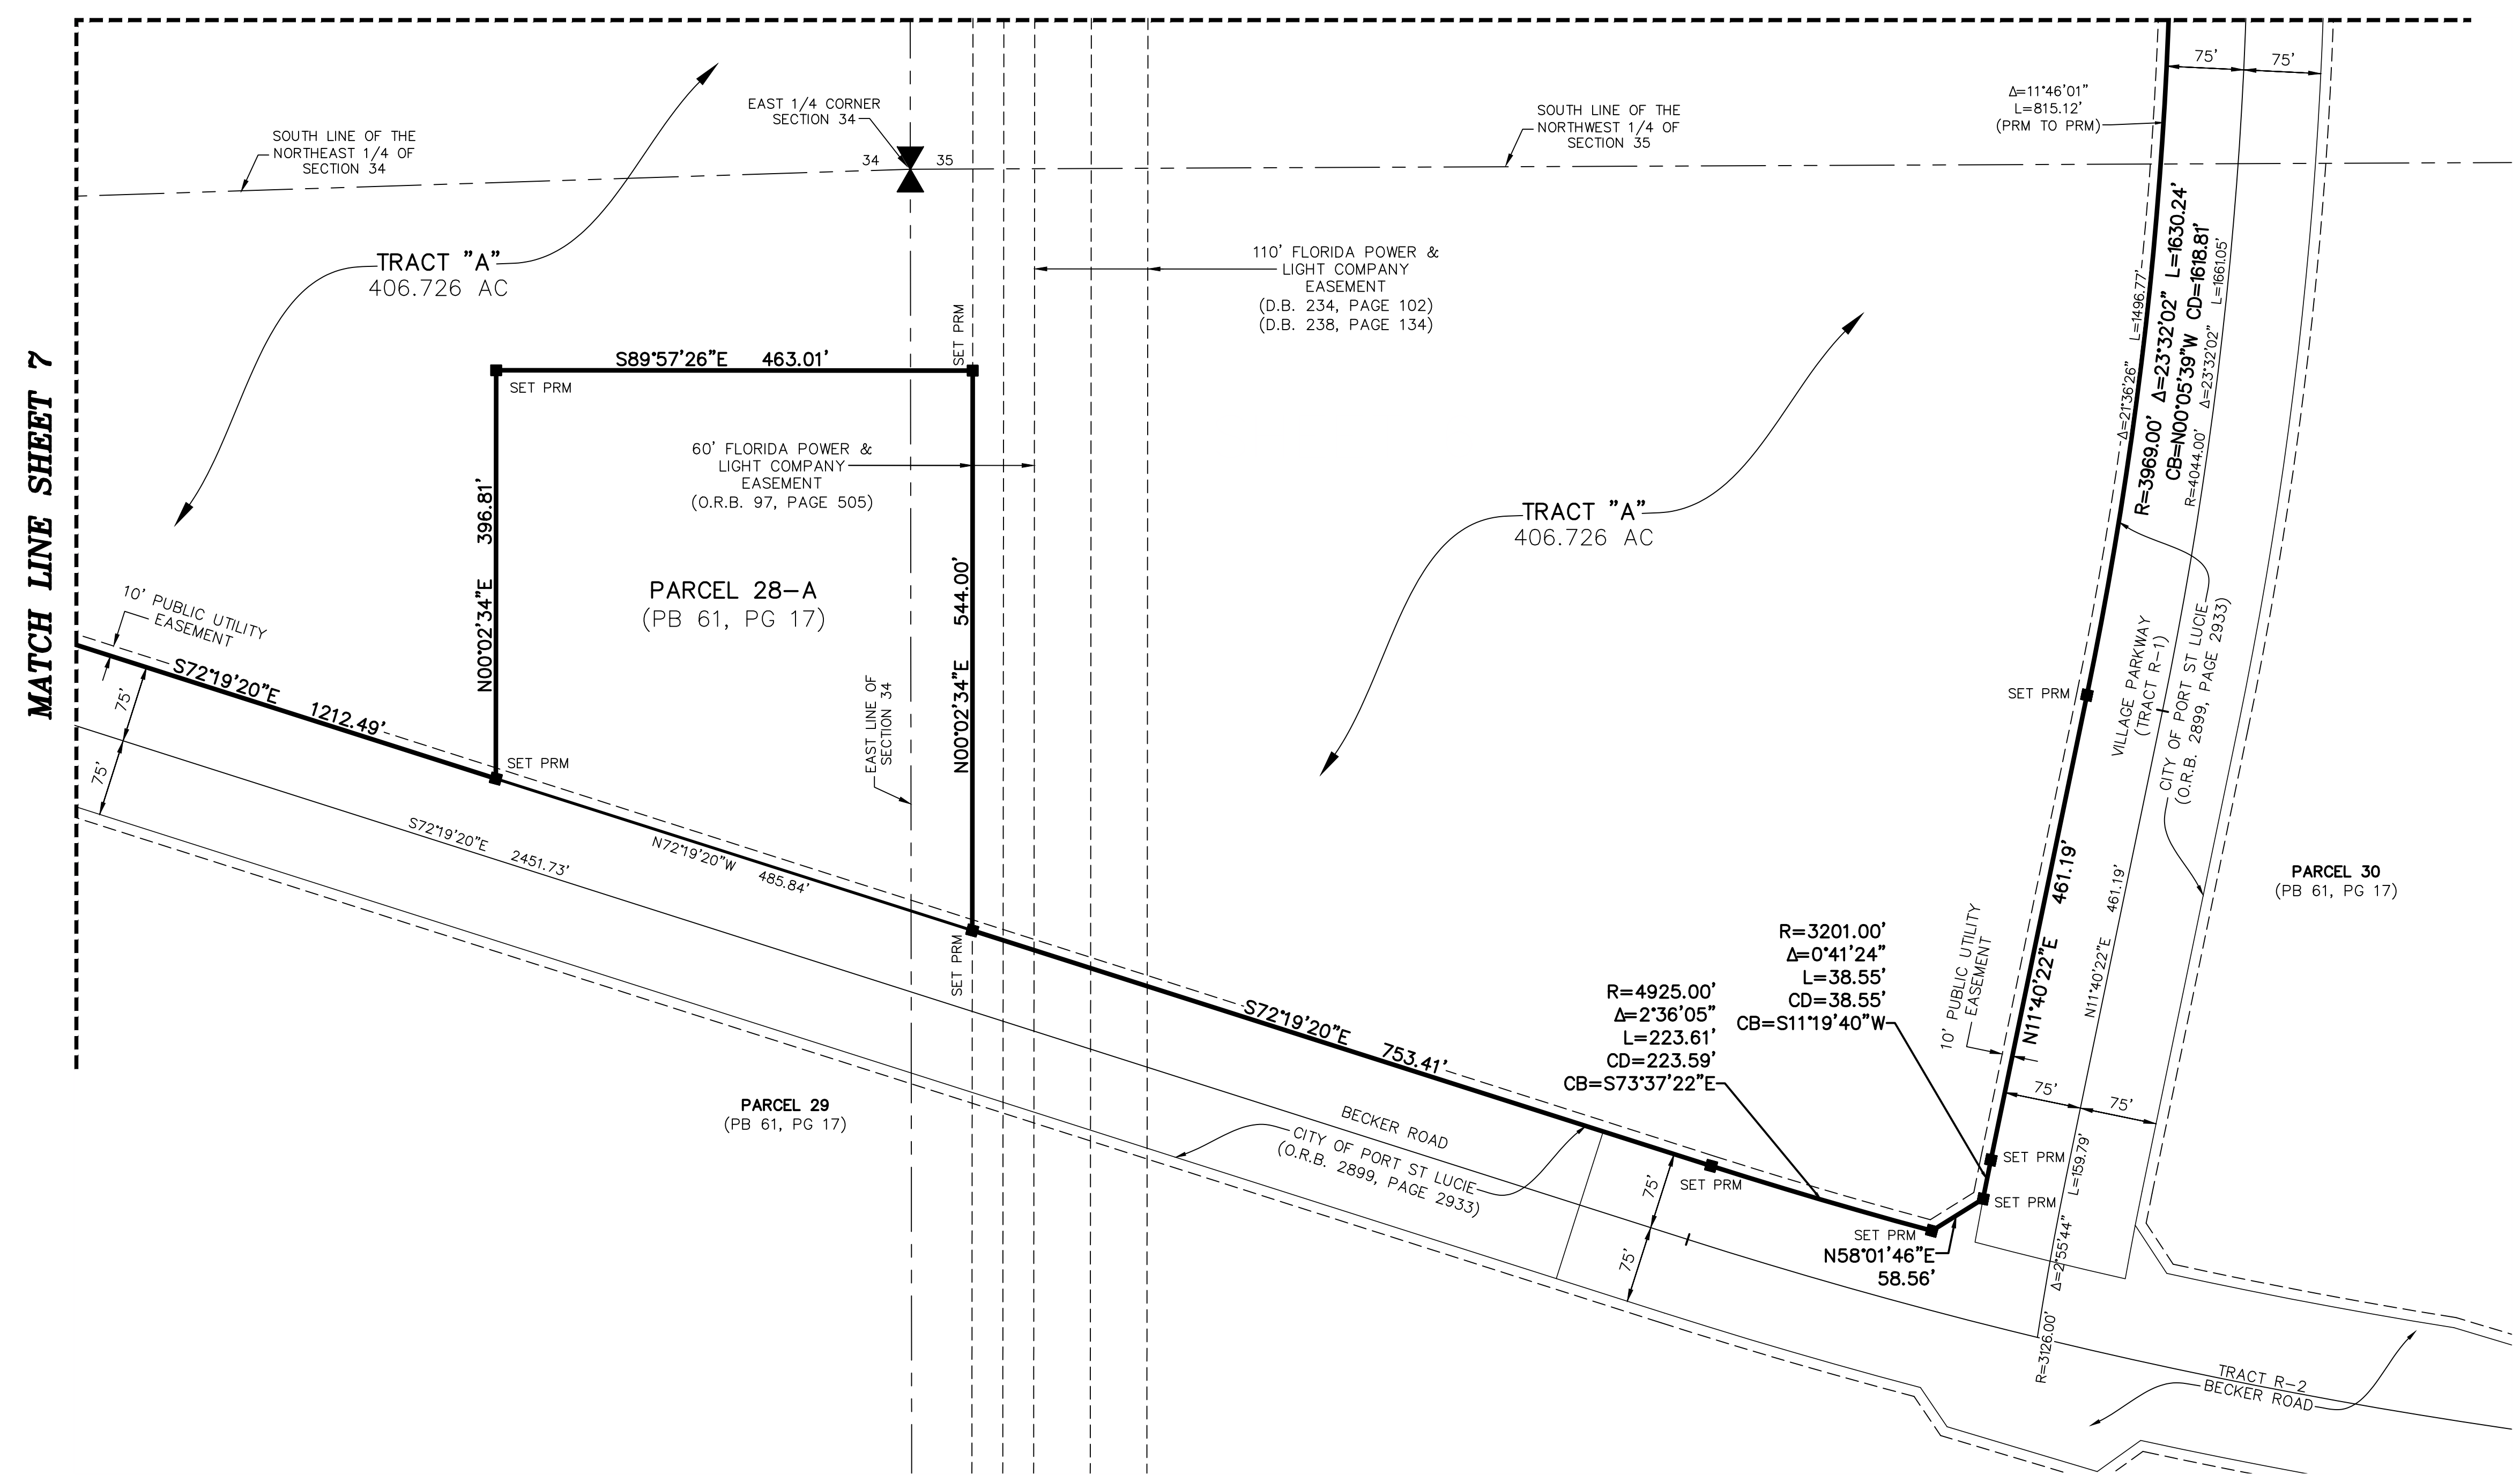 MATCH LINE SHEET 7
SOUTH LINE OF THE
NORTHEAST 1/4 OF
SECTION 34
EAST 1/4 CORNER
SECTION 34
34
35
SOUTH LINE OF THE
NORTHWEST 1/4 OF
SECTION 35
Δ=11°46'01"
L=815.12'
(PRM TO PRM)
75'
75'
TRACT "A"
406.726 AC
110' FLORIDA POWER &
LIGHT COMPANY
EASEMENT
(D.B. 234, PAGE 102)
(D.B. 238, PAGE 134)
Δ=21°36'26" L=1496.77'
R=3969.00' Δ=23°32'02" L=1630.24'
CB=N00°05'39"W CD=1618.81'
R=4044.00' Δ=23°32'02" L=1661.05'
SET PRM
S89°57'26"E 463.01'
SET PRM
60' FLORIDA POWER &
LIGHT COMPANY
EASEMENT
(O.R.B. 97, PAGE 505)
N00°02'34"E 396.81'
PARCEL 28-A
(PB 61, PG 17)
N00°02'34"E 544.00'
TRACT "A"
406.726 AC
10' PUBLIC UTILITY
EASEMENT
S72°19'20"E 1212.49'
75'
75'
SET PRM
EAST LINE OF
SECTION 34
S72°19'20"E 2451.73'
N72°19'20"W 485.84'
SET PRM
SET PRM
VILLAGE PARKWAY
(TRACT R-1)
CITY OF PORT ST LUCIE
(O.R.B. 2899, PAGE 2933)
N11°40'22"E 461.19'
N11°40'22"E 461.19'
PARCEL 30
(PB 61, PG 17)
10' PUBLIC UTILITY
EASEMENT
R=3201.00'
Δ=0°41'24"
L=38.55'
CD=38.55'
CB=S11°19'40"W
R=4925.00'
Δ=2°36'05"
L=223.61'
CD=223.59'
CB=S73°37'22"E
S72°19'20"E 753.41'
75'
75'
PARCEL 29
(PB 61, PG 17)
BECKER ROAD
CITY OF PORT ST LUCIE
(O.R.B. 2899, PAGE 2933)
75'
75'
SET PRM
SET PRM
SET PRM
SET PRM
N58°01'46"E
58.56'
R=3126.00' Δ=2°55'44" L=159.79'
TRACT R-2
BECKER ROAD